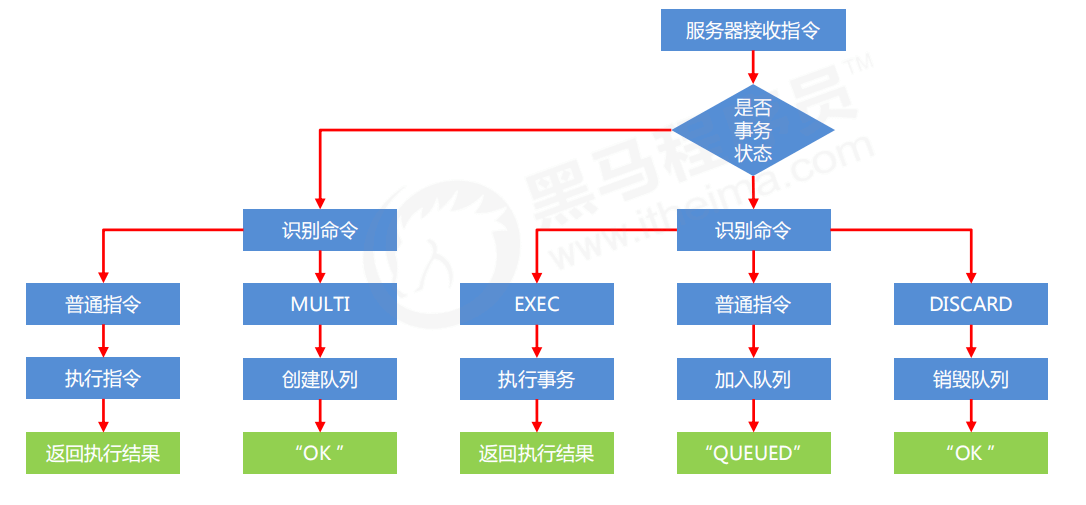 服务器接收指令
是否
事务
状态
识别命令
识别命令
普通指令
MULTI
EXEC
普通指令
DISCARD
执行指令
创建队列
执行事务
加入队列
销毁队列
返回执行结果
“OK ”
返回执行结果
“QUEUED”
“OK ”
黑马程序员™
www.itheima.com